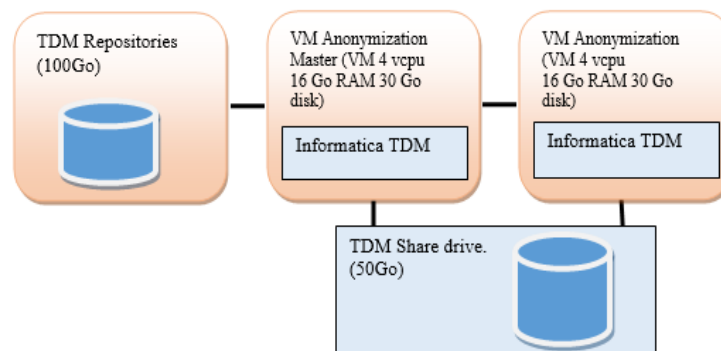 TDM Repositories
(100Go)
VM Anonymization
Master (VM 4 vcpu
16 Go RAM 30 Go
disk)
Informatica TDM
VM Anonymization
(VM 4 vcpu
16 Go RAM 30 Go
disk)
Informatica TDM
TDM Share drive.
(50Go)